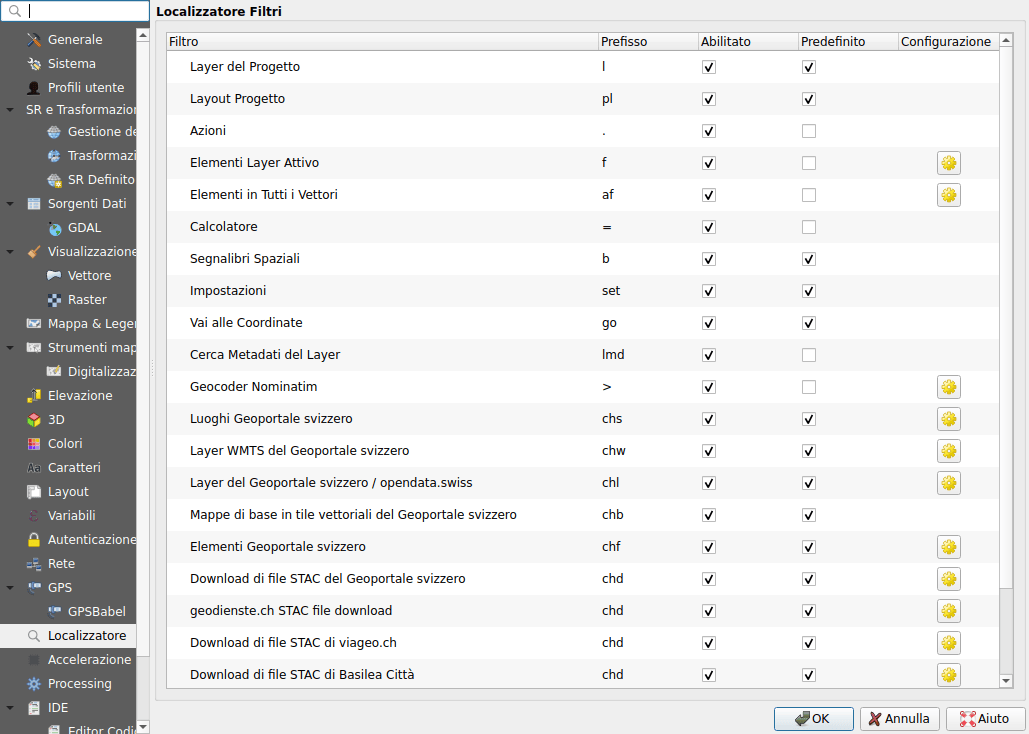 Generale
Sistema
Profili utente
SR e Trasformazion
Gestione de
Trasformazi
SR Definito
Sorgenti Dati
GDAL
Visualizzazione
Vettore
Raster
Mappa & Leger
Strumenti map
Digitalizzaz
Elevazione
3D
Colori
Aa Caratteri
Layout
Variabili
Autenticazione
Rete
GPS
GPSBabel
Localizzatore
Accelerazione
Processing
IDE
Editor Codi
Localizzatore Filtri
Filtro Prefisso Abilitato Predefinito Configurazione
Layer del Progetto l
Layout Progetto pl
Azioni .
Elementi Layer Attivo f
Elementi in Tutti i Vettori af
Calcolatore =
Segnalibri Spaziali b
Impostazioni set
Vai alle Coordinate go
Cerca Metadati del Layer lmd
Geocoder Nominatim >
Luoghi Geoportale svizzero chs
Layer WMTS del Geoportale svizzero chw
Layer del Geoportale svizzero / opendata.swiss chl
Mappe di base in tile vettoriali del Geoportale svizzero chb
Elementi Geoportale svizzero chf
Download di file STAC del Geoportale svizzero chd
geodienste.ch STAC file download chd
Download di file STAC di viageo.ch chd
Download di file STAC di Basilea Città chd
OK Annulla Aiuto